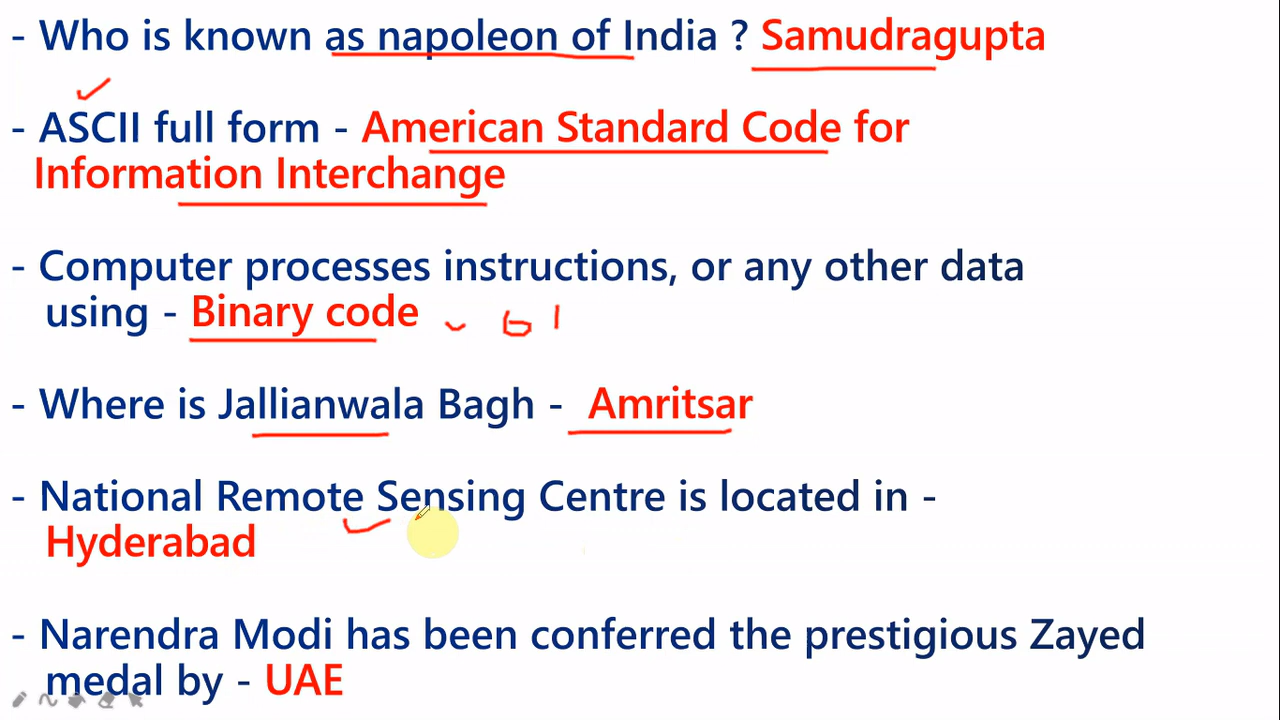 - Who is known as napoleon of India ? Samudragupta
- ASCII full form - American Standard Code for
Information Interchange
- Computer processes instructions, or any other data
using - Binary code 0 1
- Where is Jallianwala Bagh - Amritsar
- National Remote Sensing Centre is located in -
Hyderabad
- Narendra Modi has been conferred the prestigious Zayed
medal by - UAE